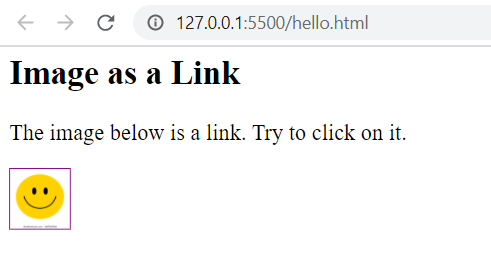 127.0.0.1:5500/hello.html
Image as a Link
The image below is a link. Try to click on it.